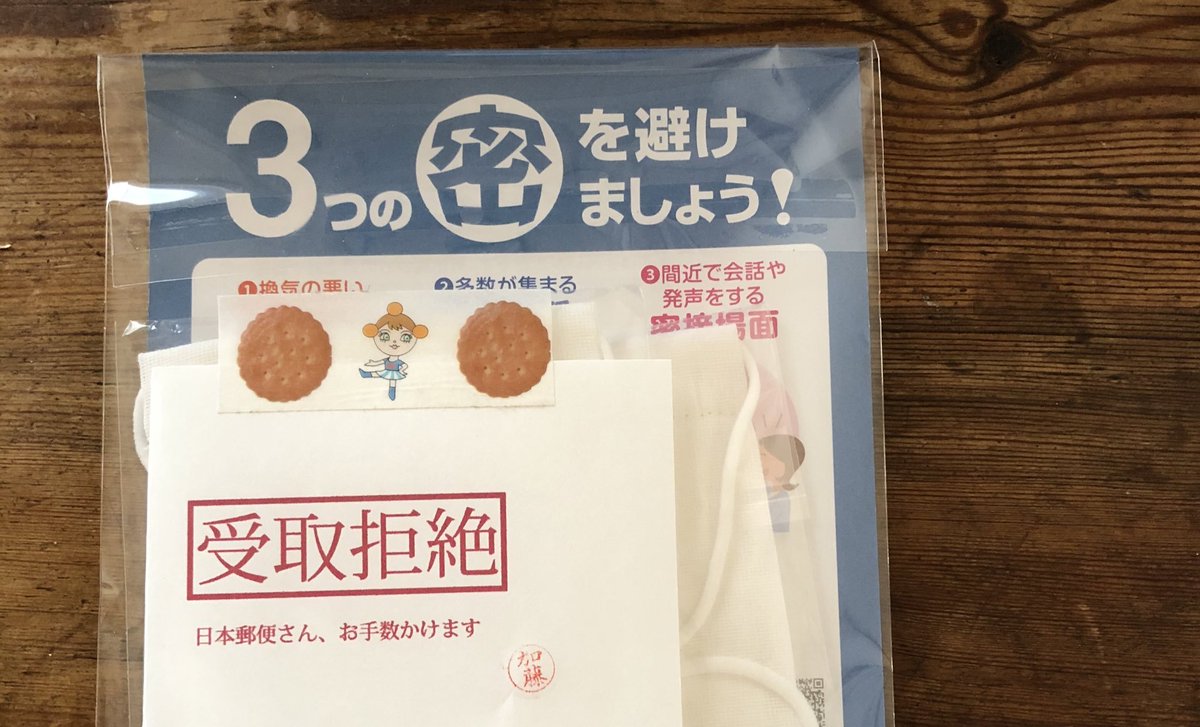 3つの密を避け
ましょう!
❶換気の悪い
❷多数が集まる
❸間近で会話や
発声をする
密接場面
受取拒絶
日本郵便さん、お手数かけます
加藤